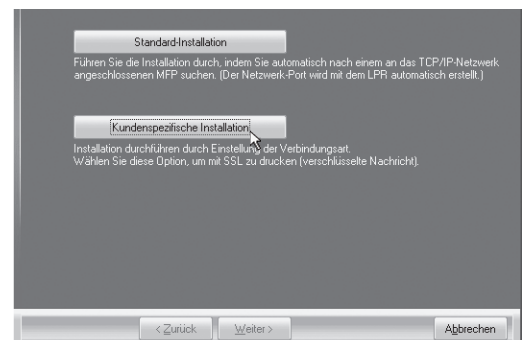 Standard-Installation
Führen Sie die Installation durch, indem Sie automatisch nach einem an das TCP/IP-Netzwerk
angeschlossenen MFP suchen. (Der Netzwerk-Port wird mit dem LPR automatisch erstellt.)
Kundenspezifische Installation
Installation durchführen durch Einstellung der Verbindungsart.
Wählen Sie diese Option, um mit SSL zu drucken (verschlüsselte Nachricht).
< Zurück
Weiter >
Abbrechen